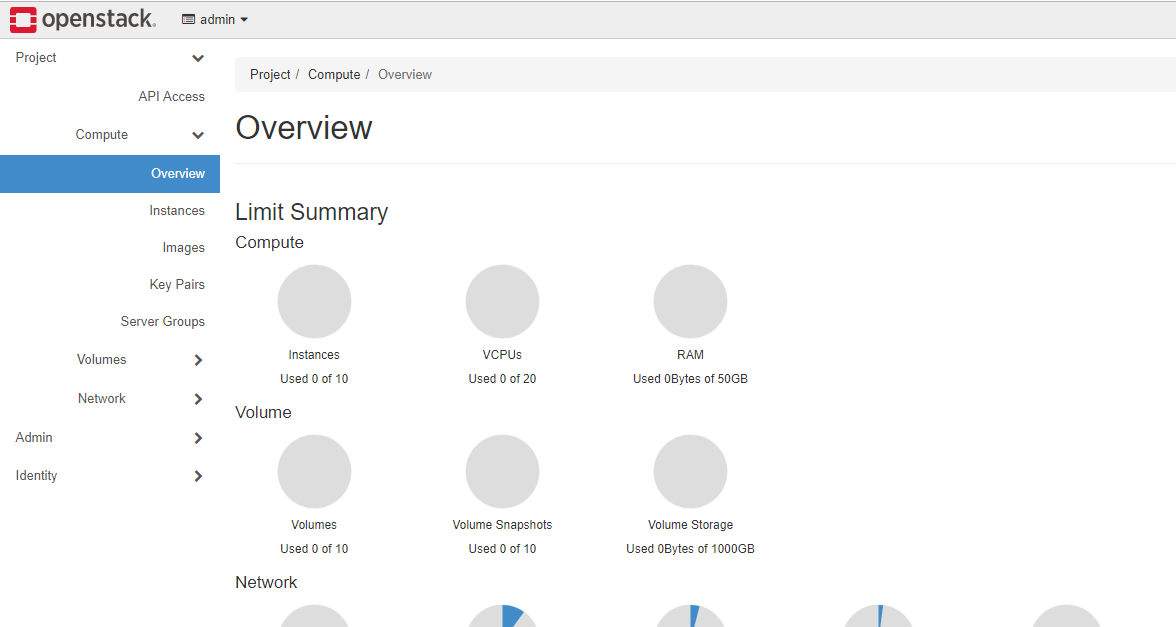 openstack. admin
Project
API Access
Compute
Overview
Instances
Images
Key Pairs
Server Groups
Volumes
Network
Admin
Identity
Project / Compute / Overview
Overview
Limit Summary
Compute
Instances VCPUs RAM
Used 0 of 10 Used 0 of 20 Used 0Bytes of 50GB
Volume
Volumes Volume Snapshots Volume Storage
Used 0 of 10 Used 0 of 10 Used 0Bytes of 1000GB
Network